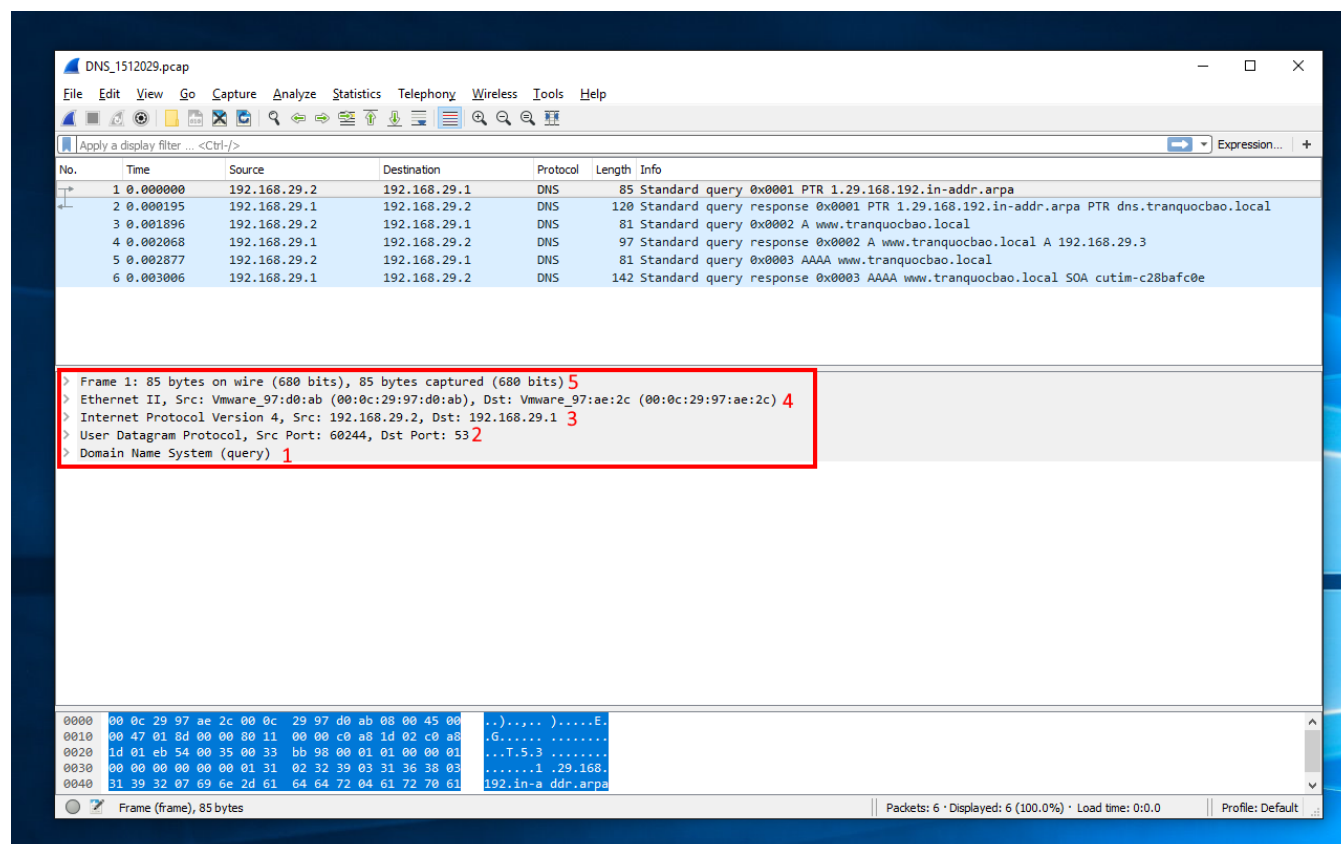 DNS_1512029.pcap
File Edit View Go Capture Analyze Statistics Telephony Wireless Tools Help
Apply a display filter ... <Ctrl-/> Expression... +
No. Time Source Destination Protocol Length Info
1 0.000000 192.168.29.2 192.168.29.1 DNS 85 Standard query 0x0001 PTR 1.29.168.192.in-addr.arpa
2 0.000195 192.168.29.1 192.168.29.2 DNS 120 Standard query response 0x0001 PTR 1.29.168.192.in-addr.arpa PTR dns.tranquocbao.local
3 0.001896 192.168.29.2 192.168.29.1 DNS 81 Standard query 0x0002 A www.tranquocbao.local
4 0.002068 192.168.29.1 192.168.29.2 DNS 97 Standard query response 0x0002 A www.tranquocbao.local A 192.168.29.3
5 0.002877 192.168.29.2 192.168.29.1 DNS 81 Standard query 0x0003 AAAA www.tranquocbao.local
6 0.003006 192.168.29.1 192.168.29.2 DNS 142 Standard query response 0x0003 AAAA www.tranquocbao.local SOA cutim-c28bafc0e
> Frame 1: 85 bytes on wire (680 bits), 85 bytes captured (680 bits) 5
> Ethernet II, Src: Vmware_97:d0:ab (00:0c:29:97:d0:ab), Dst: Vmware_97:ae:2c (00:0c:29:97:ae:2c) 4
> Internet Protocol Version 4, Src: 192.168.29.2, Dst: 192.168.29.1 3
> User Datagram Protocol, Src Port: 60244, Dst Port: 53 2
> Domain Name System (query) 1
0000 00 0c 29 97 ae 2c 00 0c 29 97 d0 ab 08 00 45 00 ..)..,.. ).....E.
0010 00 47 01 8d 00 00 80 11 00 00 c0 a8 1d 02 c0 a8 .G...... ........
0020 1d 01 eb 54 00 35 00 33 bb 98 00 01 01 00 00 01 ...T.5.3 ........
0030 00 00 00 00 00 00 01 31 02 32 39 03 31 36 38 03 .......1 .29.168.
0040 31 39 32 07 69 6e 2d 61 64 64 72 04 61 72 70 61 192.in-a ddr.arpa
Frame (frame), 85 bytes Packets: 6 · Displayed: 6 (100.0%) · Load time: 0:0.0 Profile: Default